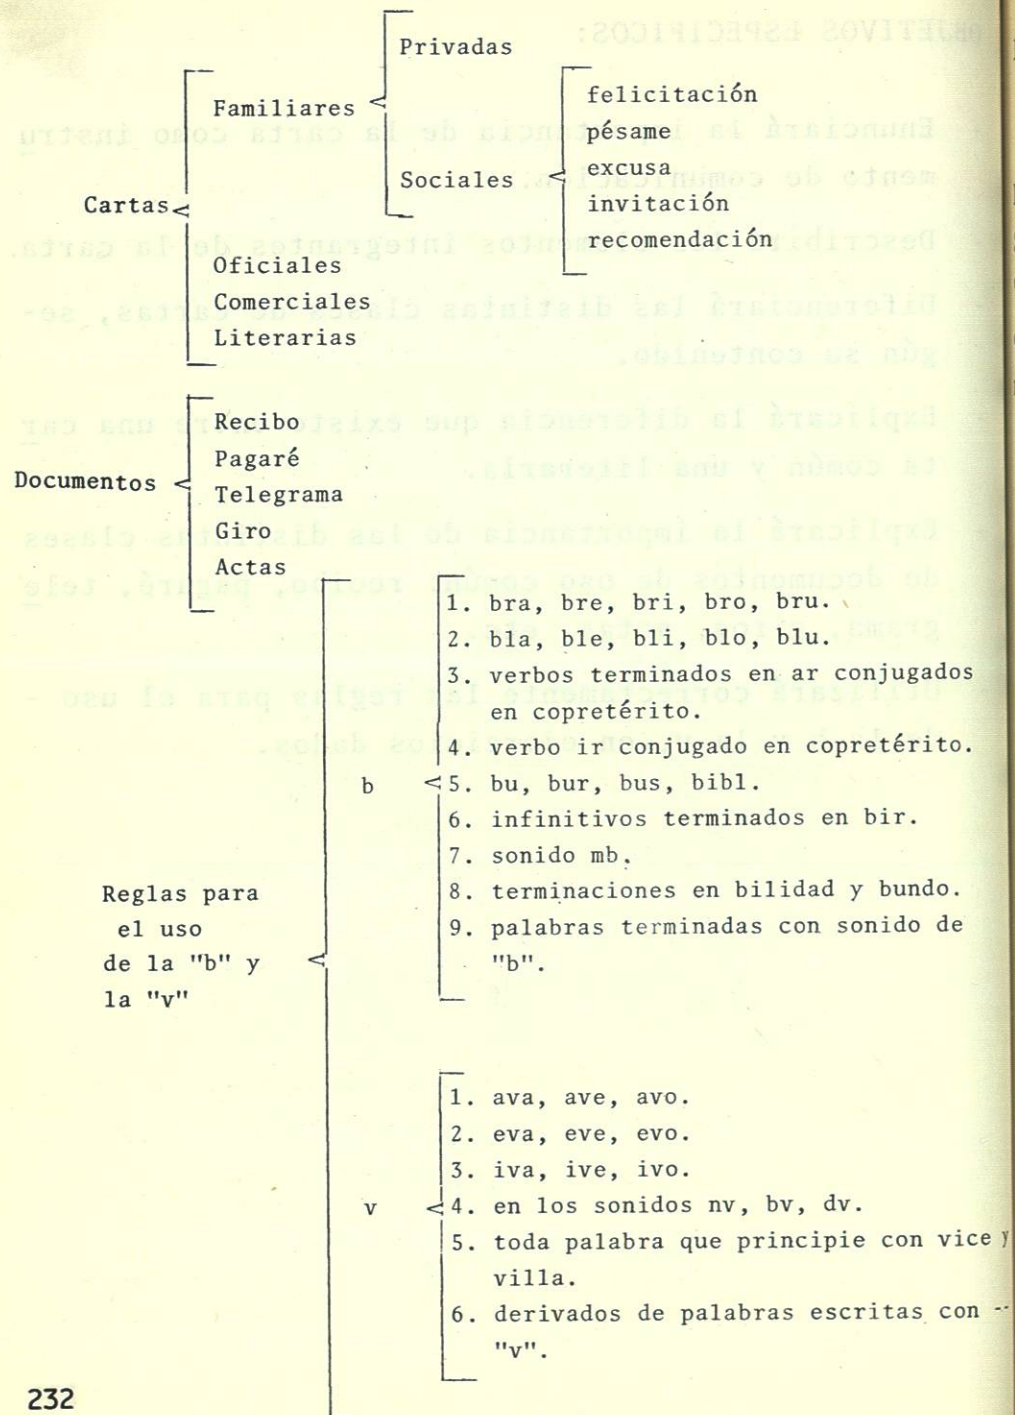 Privadas
Familiares
felicitación
pésame
Sociales
excusa
invitación
recomendación
Cartas
Oficiales
Comerciales
Literarias
Recibo
Pagaré
Documentos
Telegrama
Giro
Actas
1. bra, bre, bri, bro, bru.
2. bla, ble, bli, blo, blu.
3. verbos terminados en ar conjugados
en copretérito.
4. verbo ir conjugado en copretérito.
b
5. bu, bur, bus, bibl.
6. infinitivos terminados en bir.
7. sonido mb.
8. terminaciones en bilidad y bundo.
9. palabras terminadas con sonido de
"b".
Reglas para
el uso
de la "b" y
la "v"
1. ava, ave, avo.
2. eva, eve, evo.
3. iva, ive, ivo.
v
4. en los sonidos nv, bv, dv.
5. toda palabra que principie con vice y
villa.
6. derivados de palabras escritas con --
"v".
232